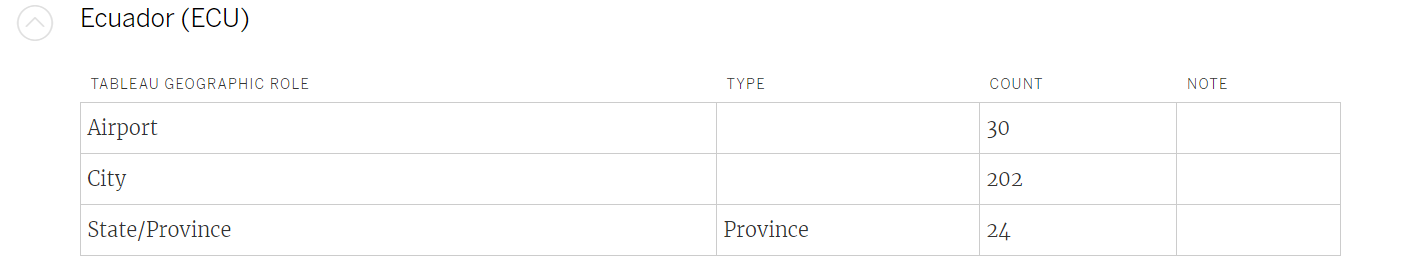 Ecuador (ECU)
TABLEAU GEOGRAPHIC ROLE TYPE COUNT NOTE
Airport 30
City 202
State/Province Province 24